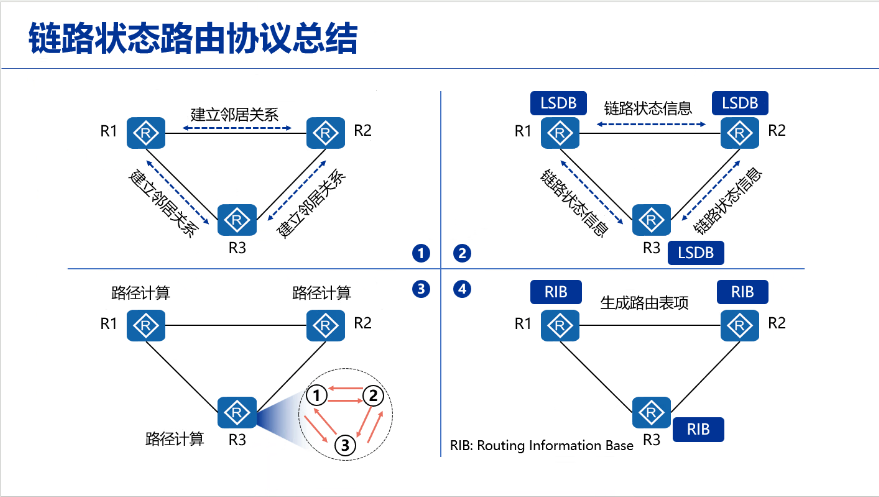 链路状态路由协议总结
建立邻居关系
R1
R
R
R2
建立邻居关系
建立邻居关系
R
R3
1
LSDB
链路状态信息
LSDB
R1
R
R
R2
链路状态信息
链路状态信息
R
R3
LSDB
2
3
路径计算
路径计算
R1
R
R
R2
路径计算
R
R3
1
2
3
4
RIB
生成路由表项
RIB
R1
R
R
R2
R
R3
RIB
RIB: Routing Information Base